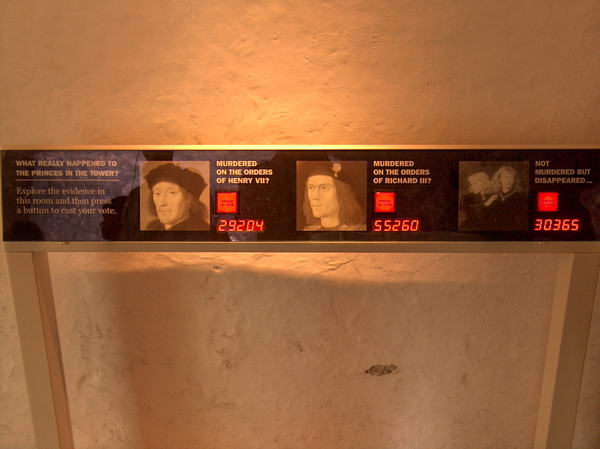 WHAT REALLY HAPPENED TO
THE PRINCES IN THE TOWER?
Explore the evidence in
this room and then press
a button to cast your vote.
MURDERED
ON THE ORDERS
OF HENRY VII?
29204
MURDERED
ON THE ORDERS
OF RICHARD III?
55260
NOT
MURDERED BUT
DISAPPEARED...
30365